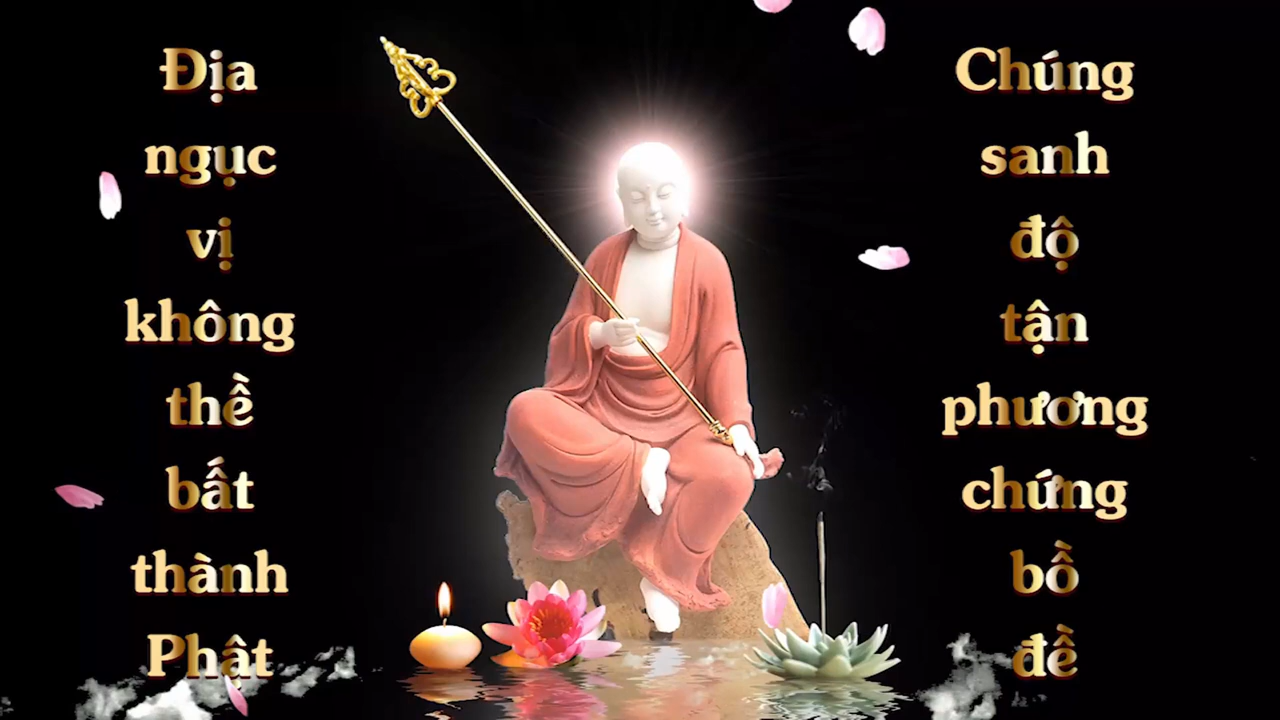 Địa
ngục
vị
không
thề
bất
thành
Phật
Chúng
sanh
độ
tận
phương
chứng
bồ
đề